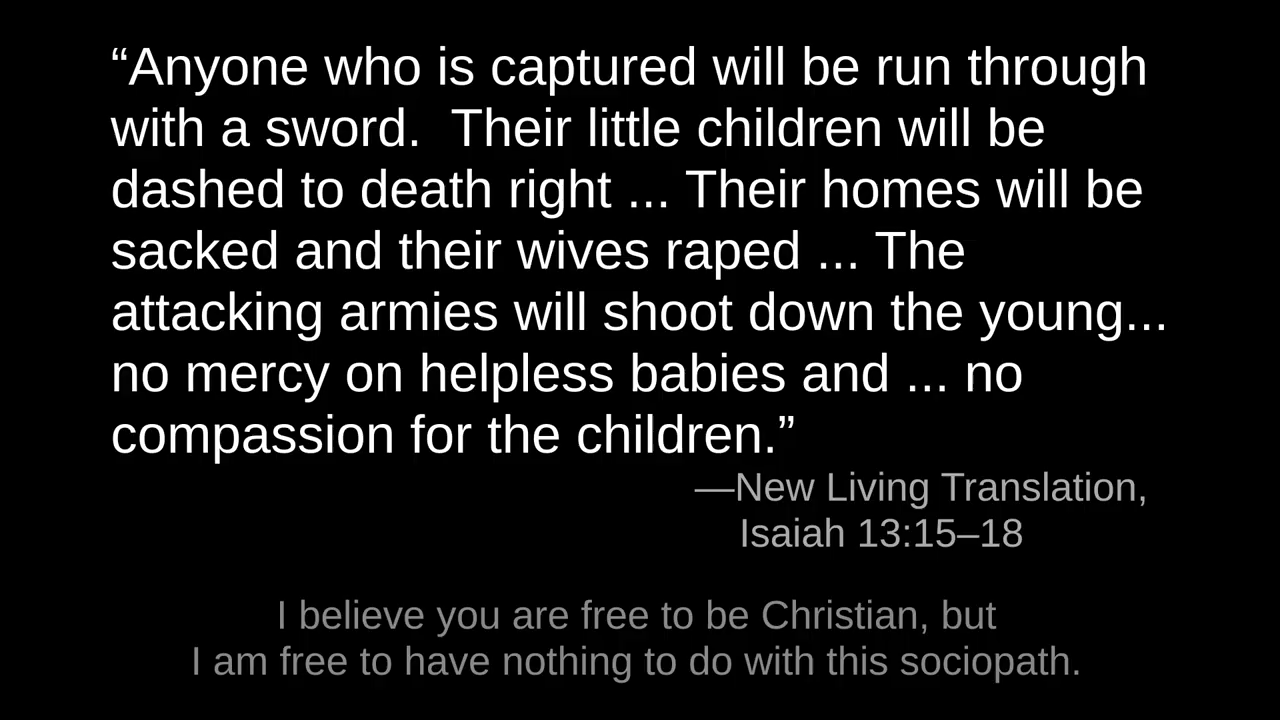 “Anyone who is captured will be run through
with a sword.  Their little children will be
dashed to death right ... Their homes will be
sacked and their wives raped ... The
attacking armies will shoot down the young...
no mercy on helpless babies and ... no
compassion for the children.”
—New Living Translation,
Isaiah 13:15–18
I believe you are free to be Christian, but
I am free to have nothing to do with this sociopath.